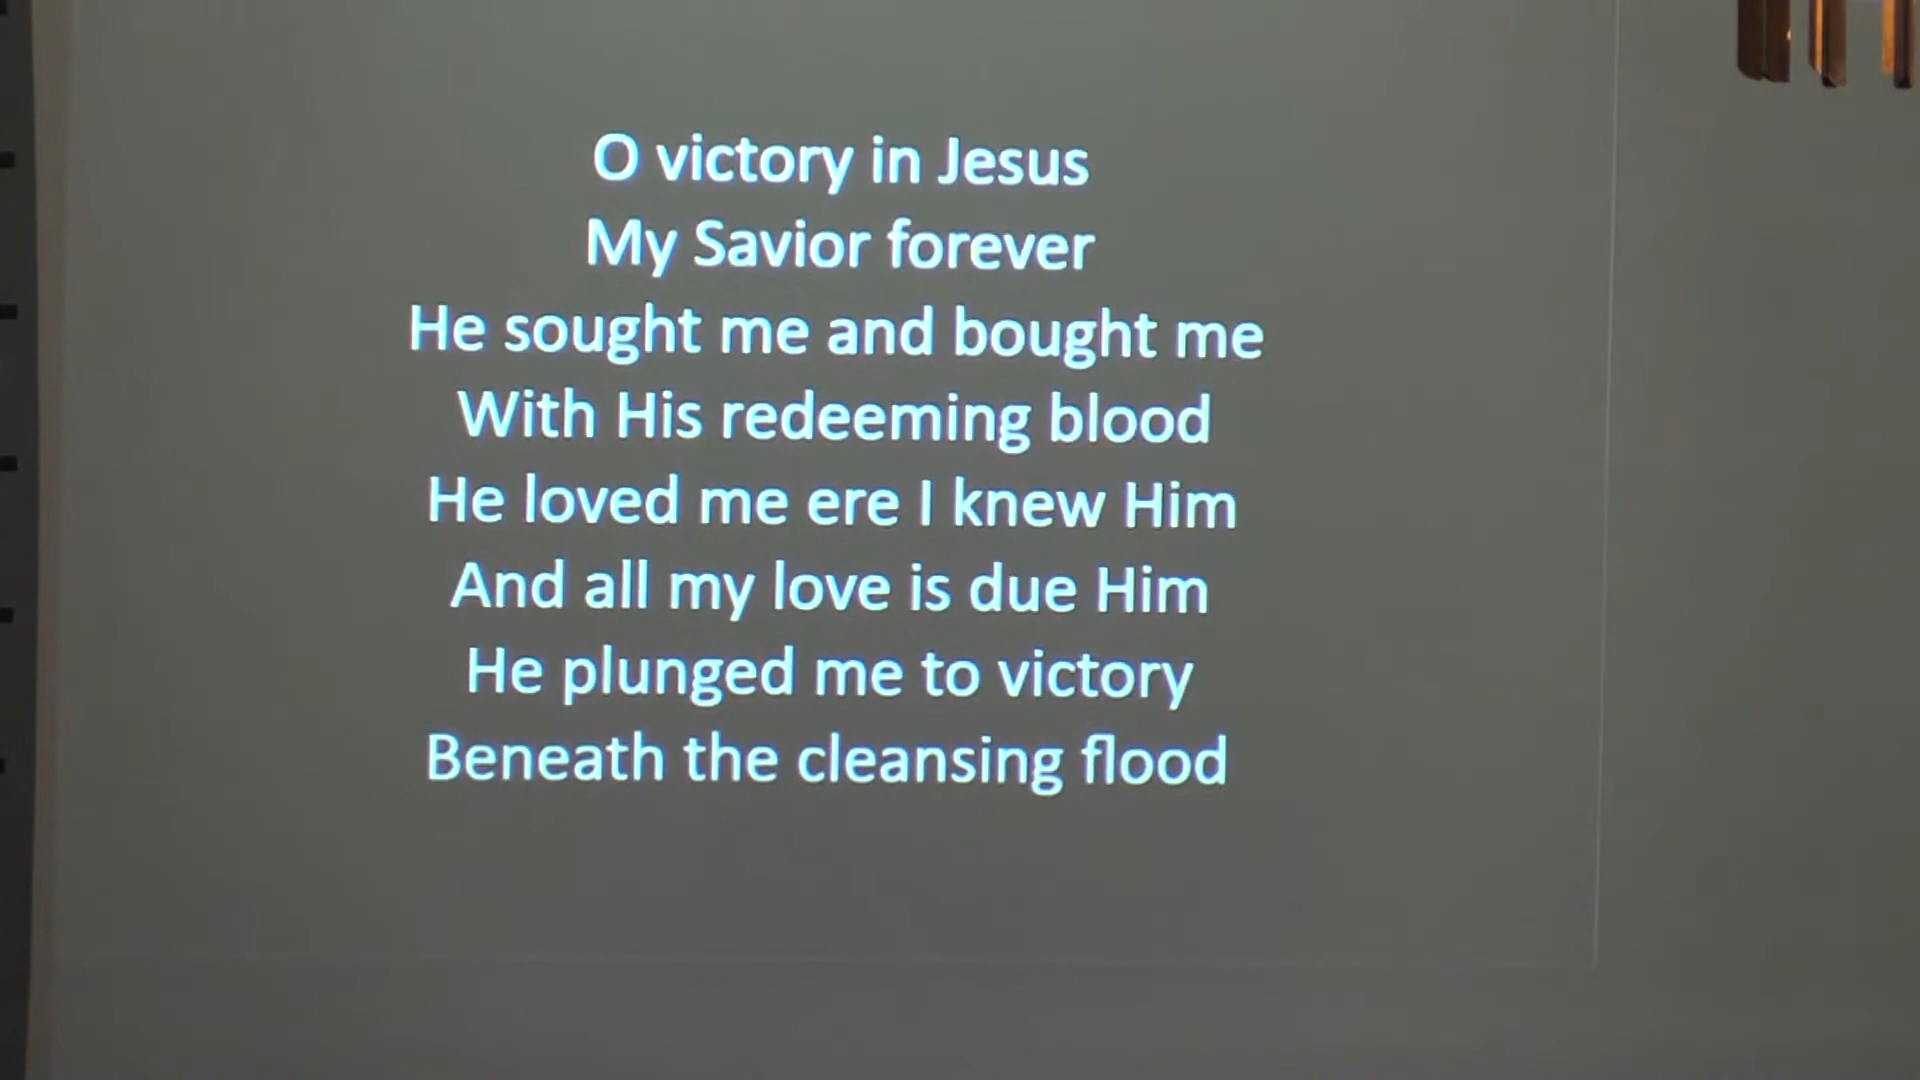 O victory in Jesus
My Savior forever
He sought me and bought me
With His redeeming blood
He loved me ere I knew Him
And all my love is due Him
He plunged me to victory
Beneath the cleansing flood